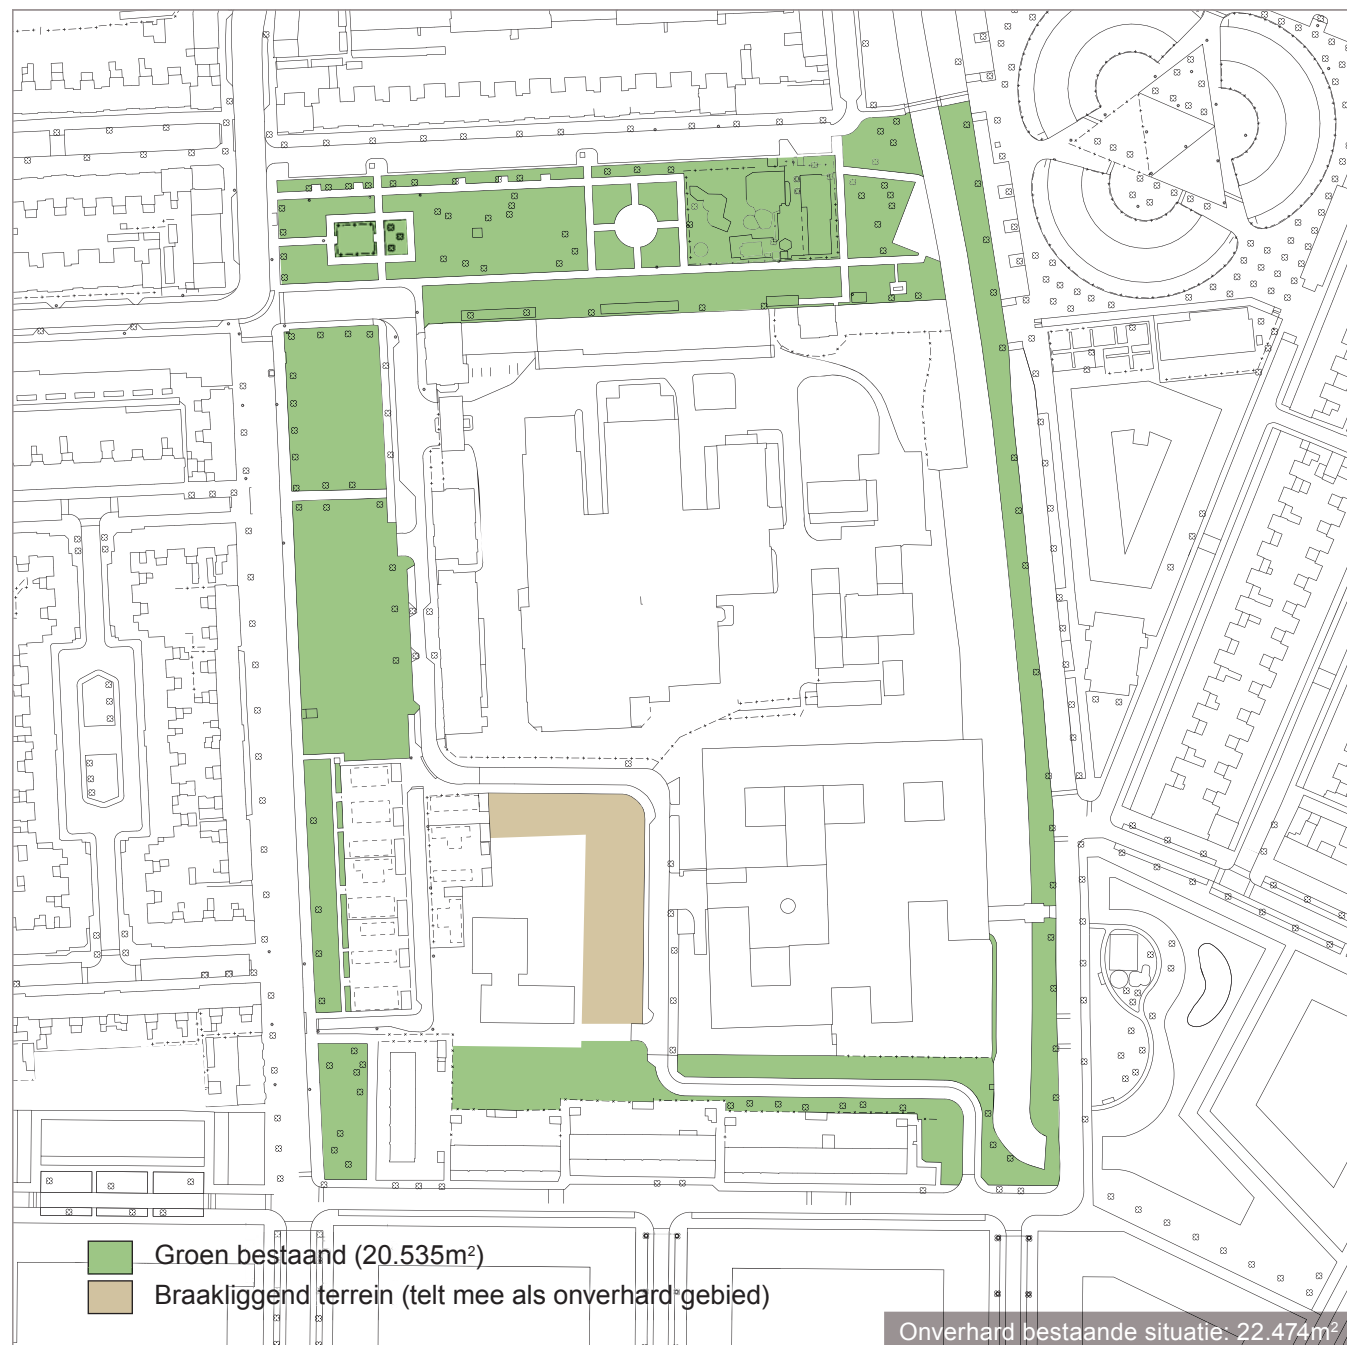 Groen bestaand (20.535m²)
Braakliggend terrein (telt mee als onverhard gebied)
Onverhard bestaande situatie: 22.474m²